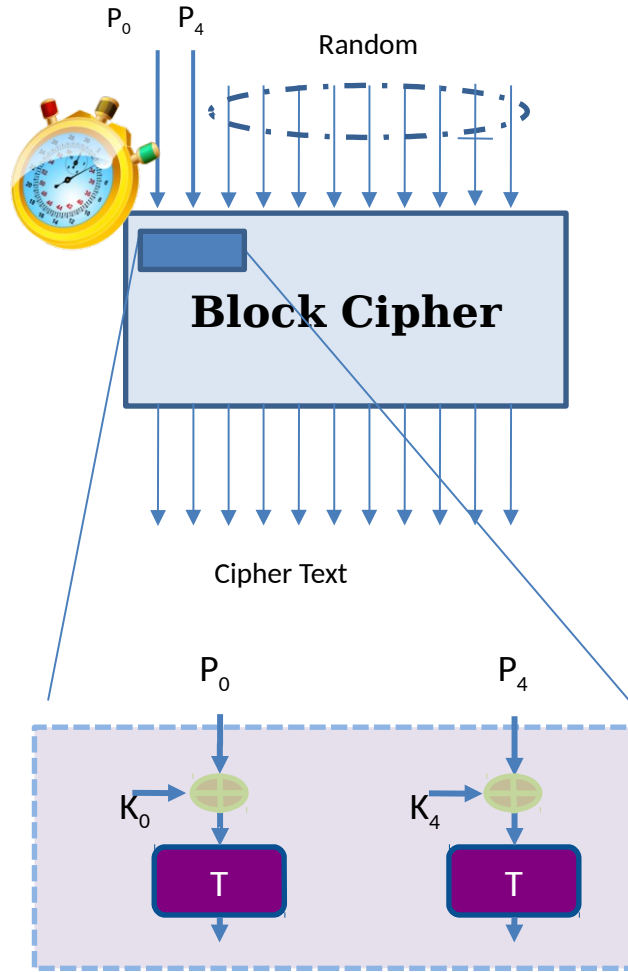 P₀ P₄
Random
Block Cipher
Cipher Text
P₀ P₄
K₀ K₄
T T